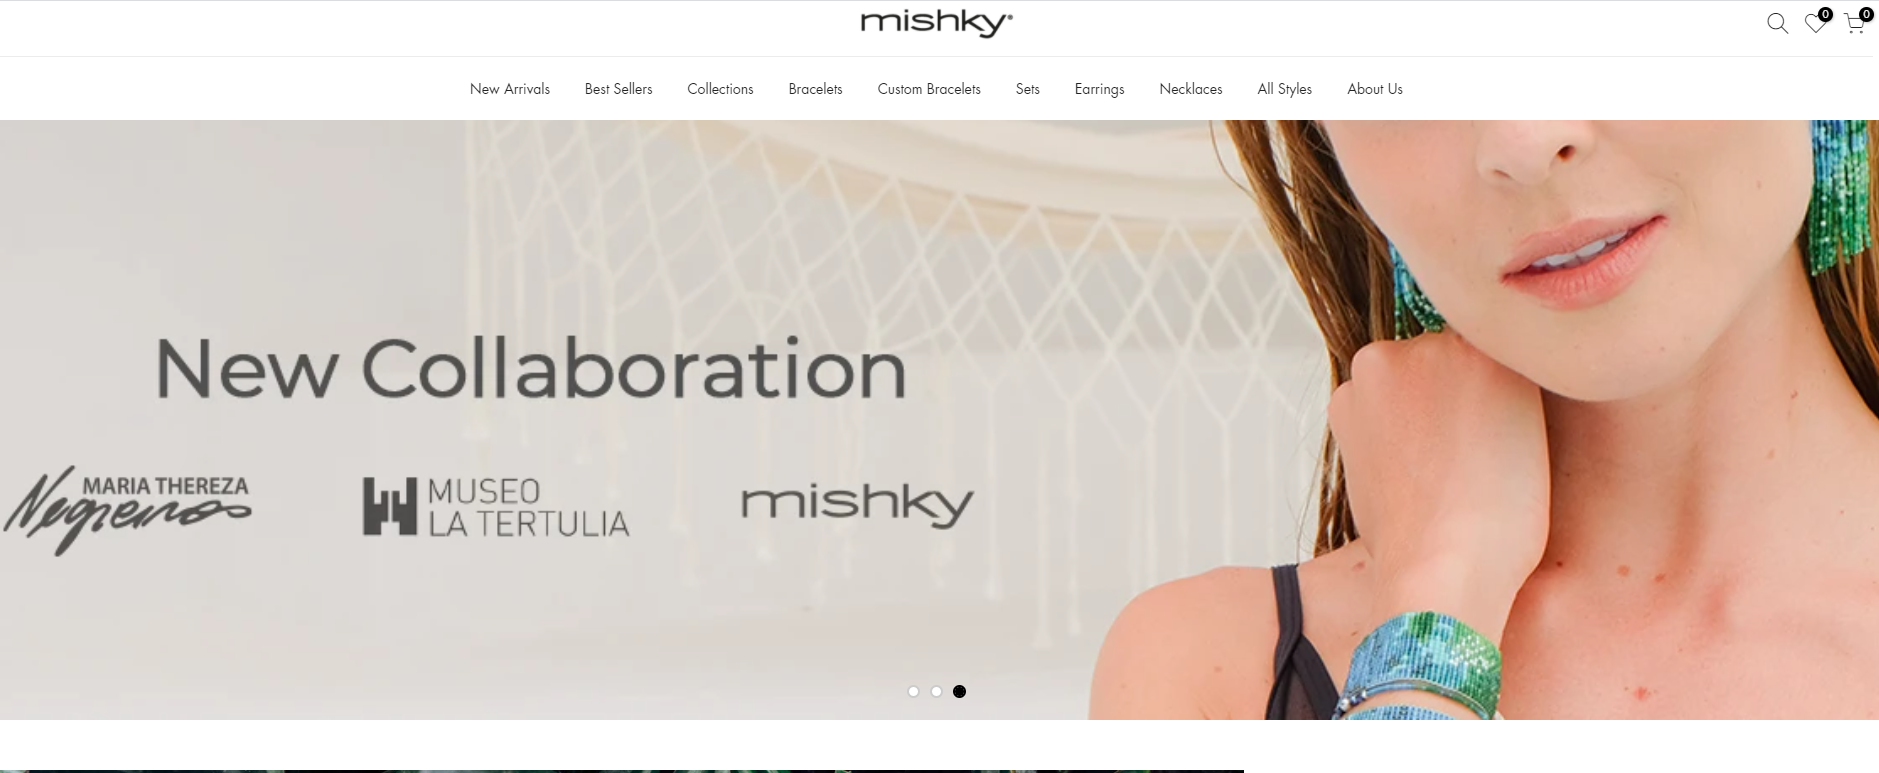 mishky
0
0
New Arrivals
Best Sellers
Collections
Bracelets
Custom Bracelets
Sets
Earrings
Necklaces
All Styles
About Us
New Collaboration
MARIA THEREZA
Negreiros
MUSEO
LA TERTULIA
mishky